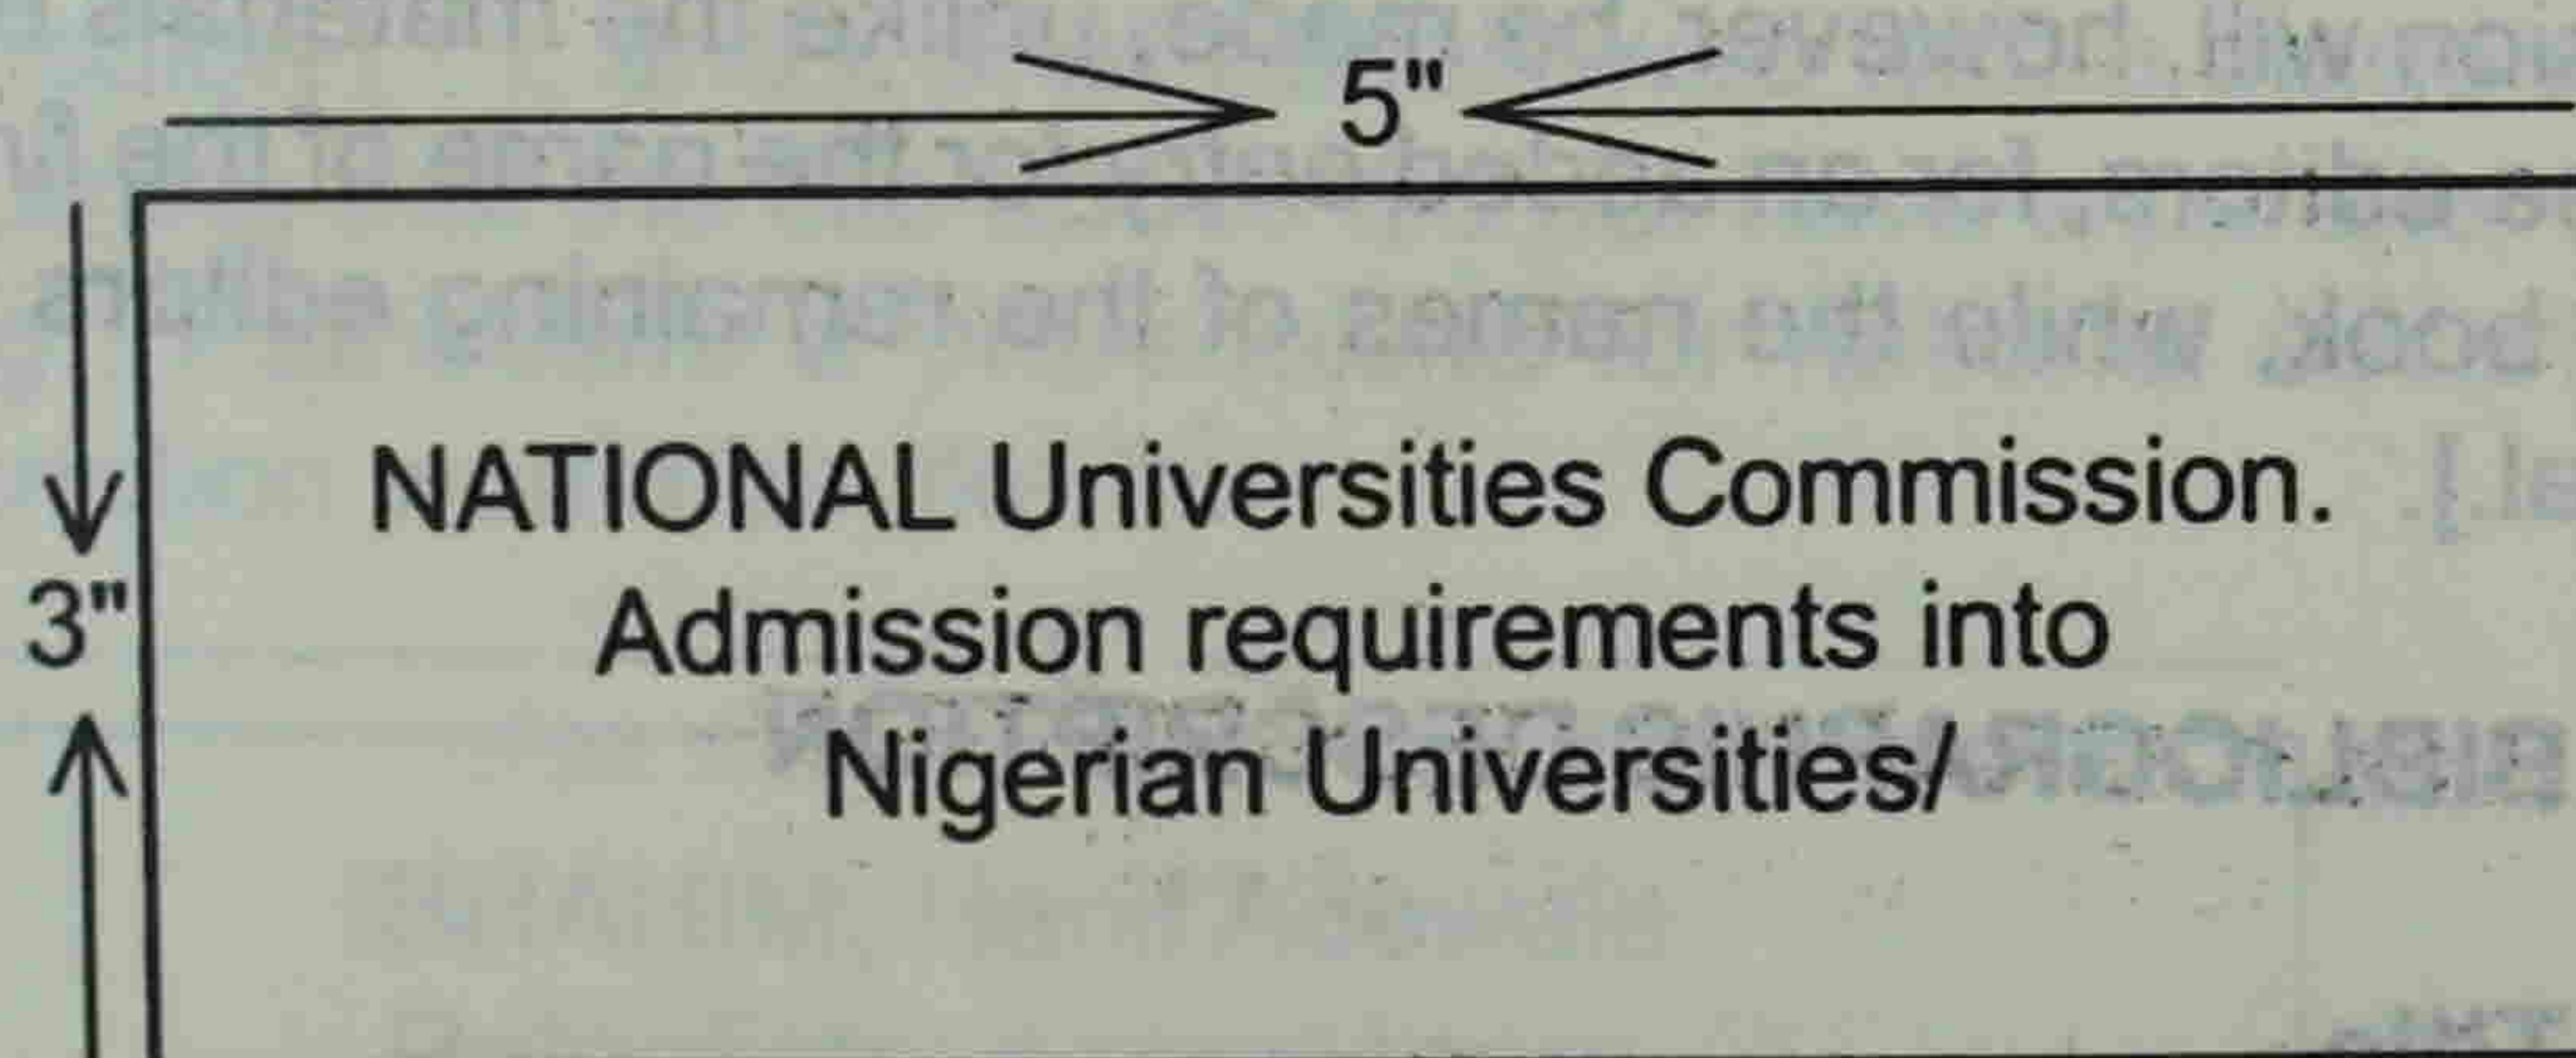 5"
NATIONAL Universities Commission.
Admission requirements into
3"
Nigerian Universities/